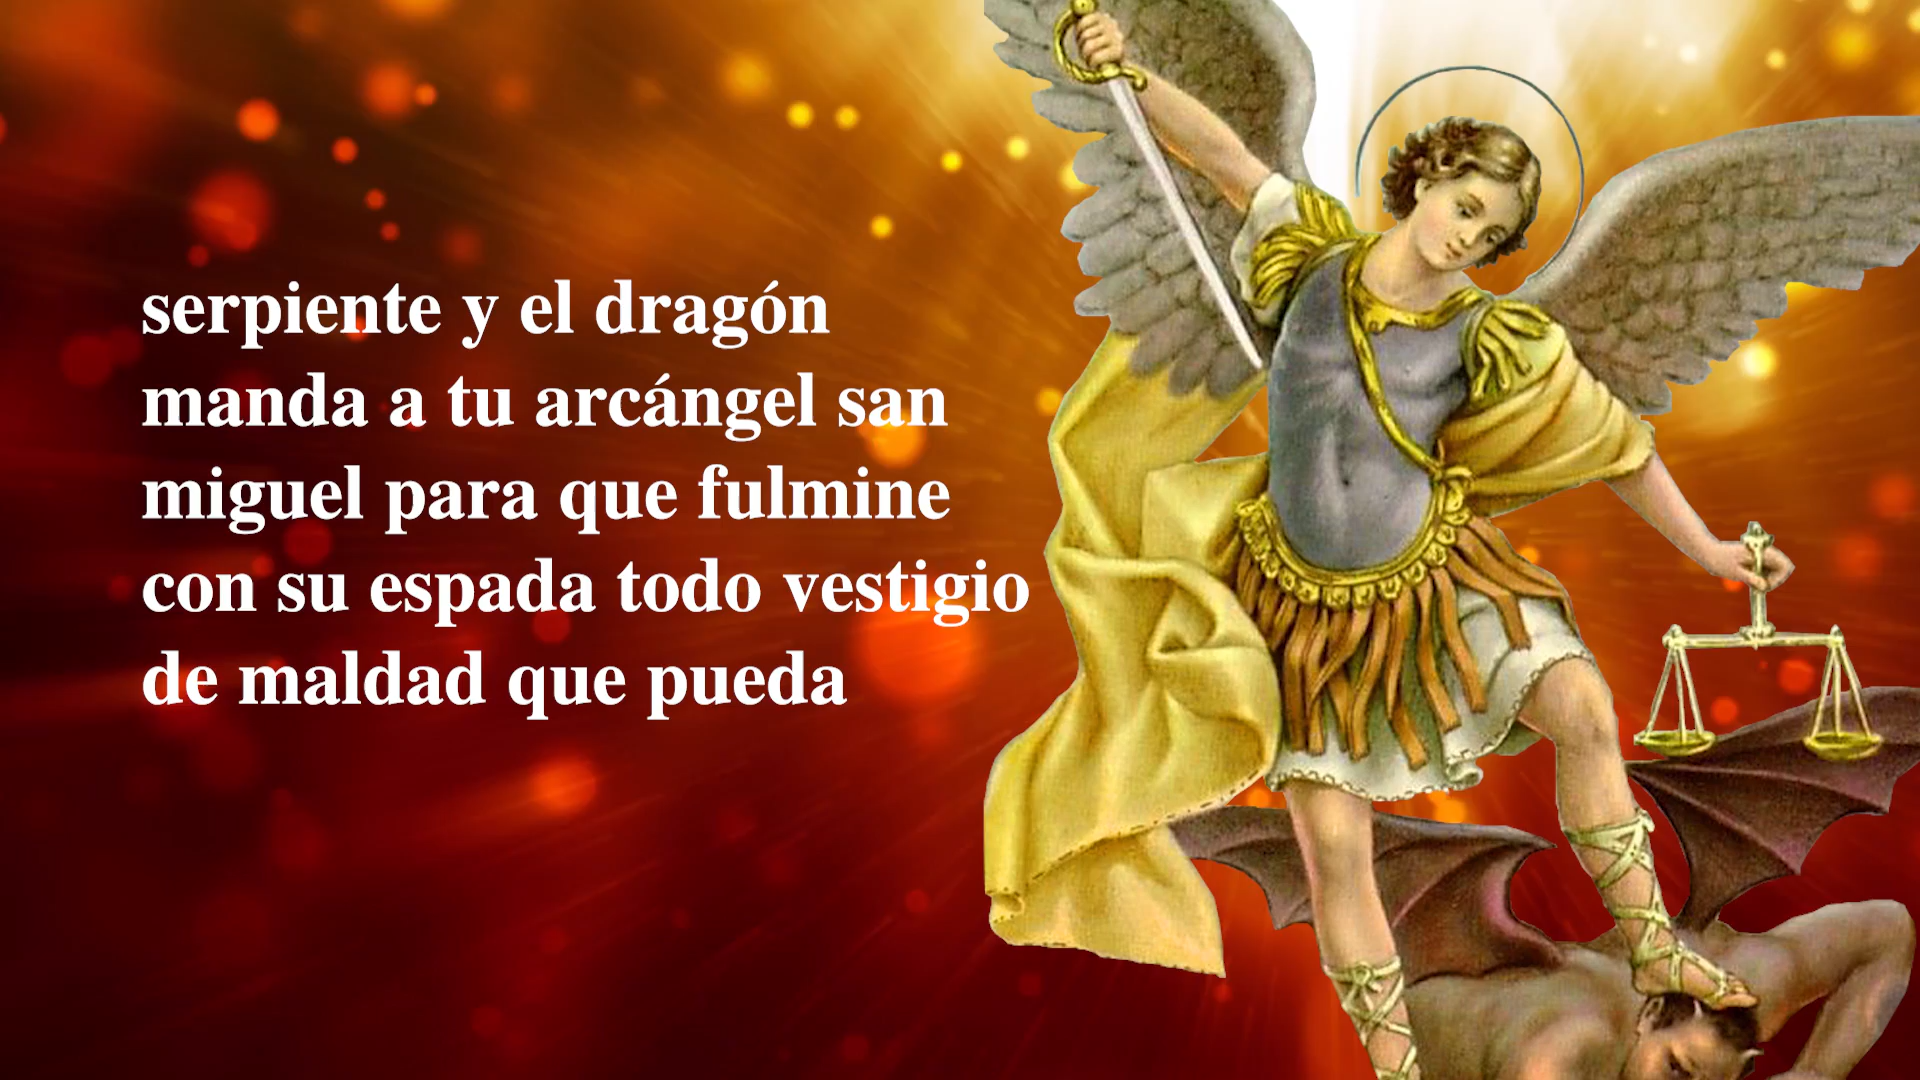 serpiente y el dragón
manda a tu arcángel san
miguel para que fulmine
con su espada todo vestigio
de maldad que pueda